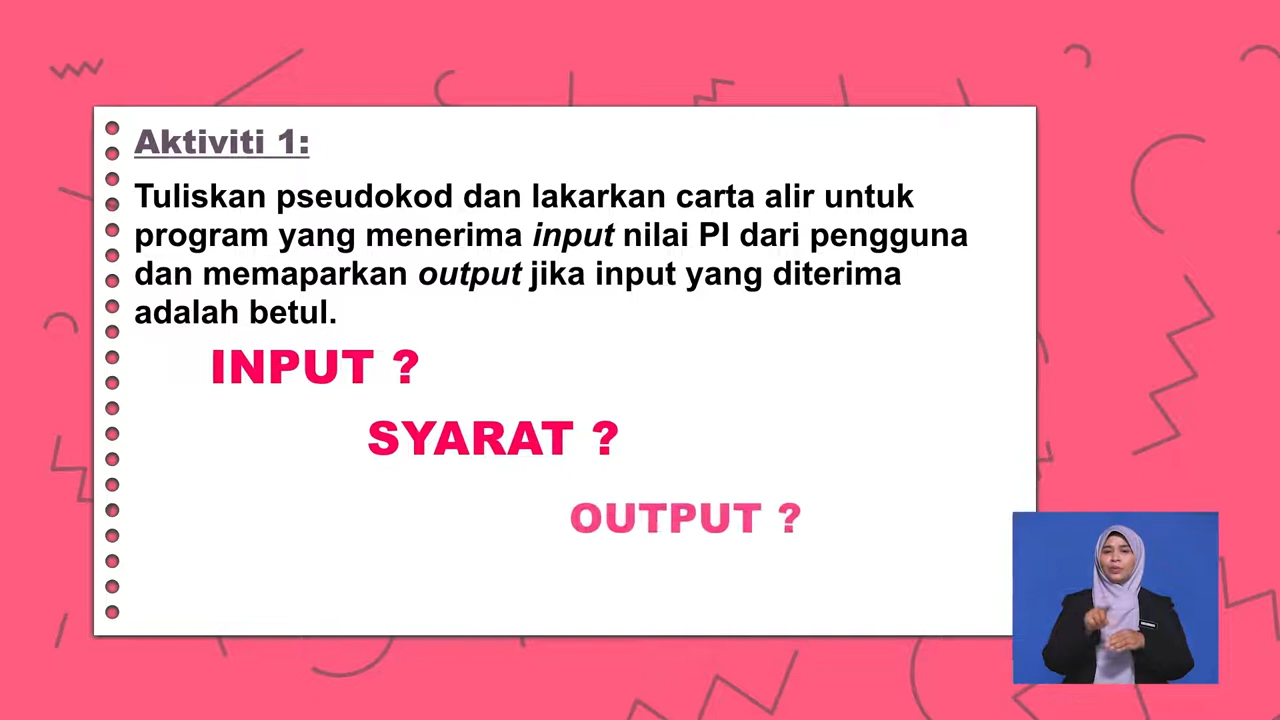 Aktiviti 1:
Tuliskan pseudokod dan lakarkan carta alir untuk
program yang menerima input nilai PI dari pengguna
dan memaparkan output jika input yang diterima
adalah betul.
INPUT ?
SYARAT ?
OUTPUT ?